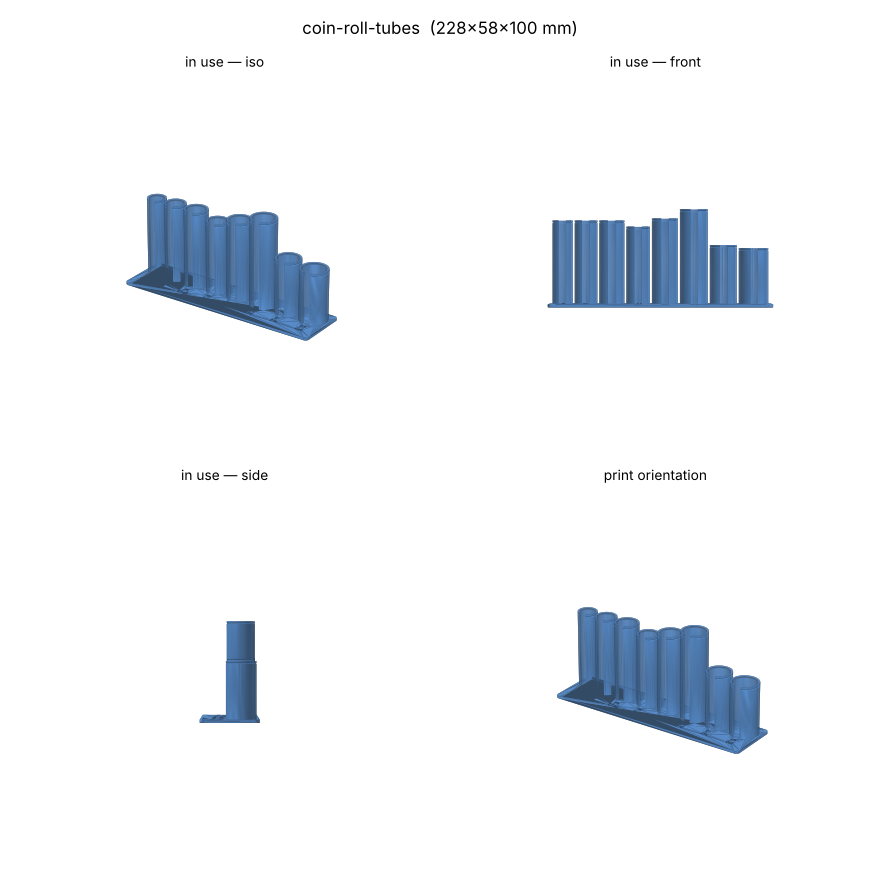 coin-roll-tubes (228×58×100 mm)
in use — iso
in use — front
in use — side
print orientation